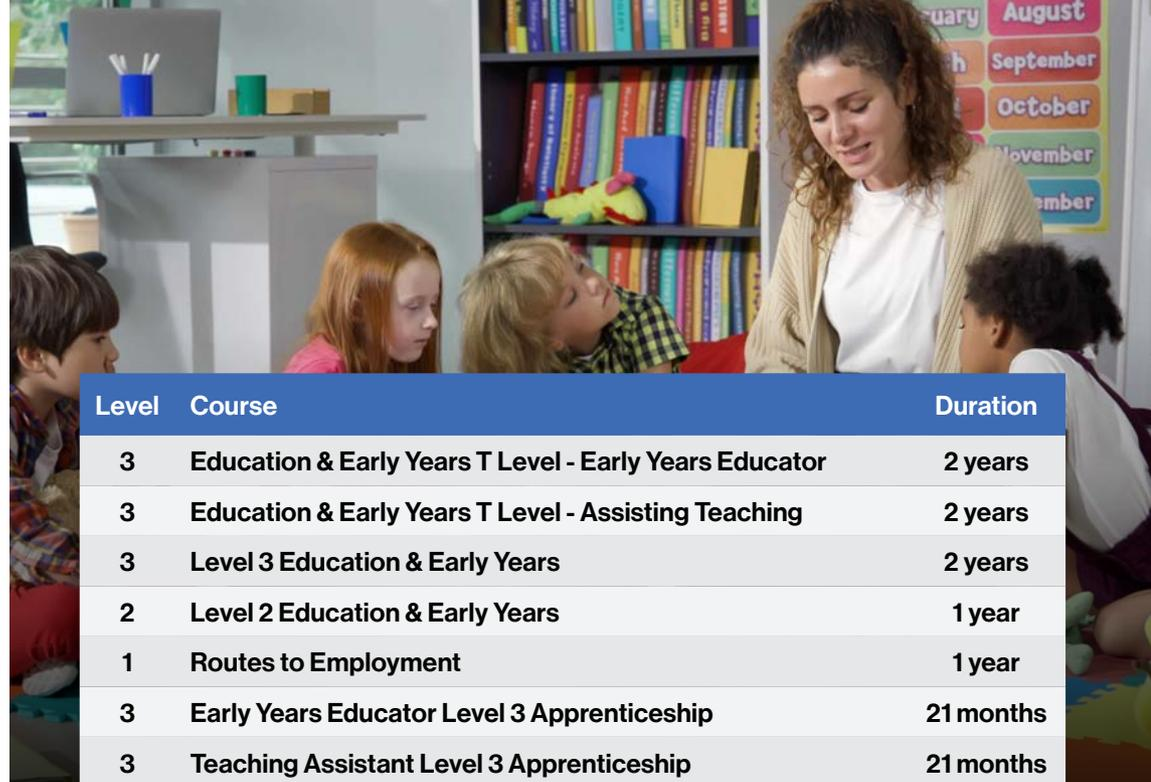 August
September
October
November
Level Course Duration
3 Education & Early Years T Level - Early Years Educator 2 years
3 Education & Early Years T Level - Assisting Teaching 2 years
3 Level 3 Education & Early Years 2 years
2 Level 2 Education & Early Years 1 year
1 Routes to Employment 1 year
3 Early Years Educator Level 3 Apprenticeship 21 months
3 Teaching Assistant Level 3 Apprenticeship 21 months